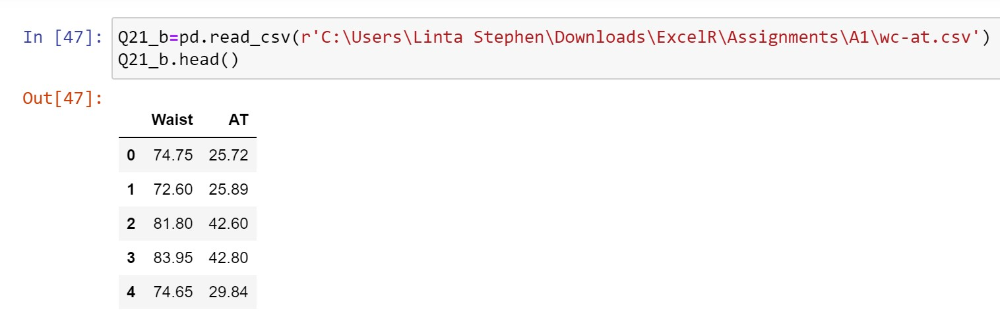 In [47]: Q21_b=pd.read_csv(r'C:\Users\Linta Stephen\Downloads\ExcelR\Assignments\A1\wc-at.csv')
Q21_b.head()
Out[47]:
Waist AT
0 74.75 25.72
1 72.60 25.89
2 81.80 42.60
3 83.95 42.80
4 74.65 29.84